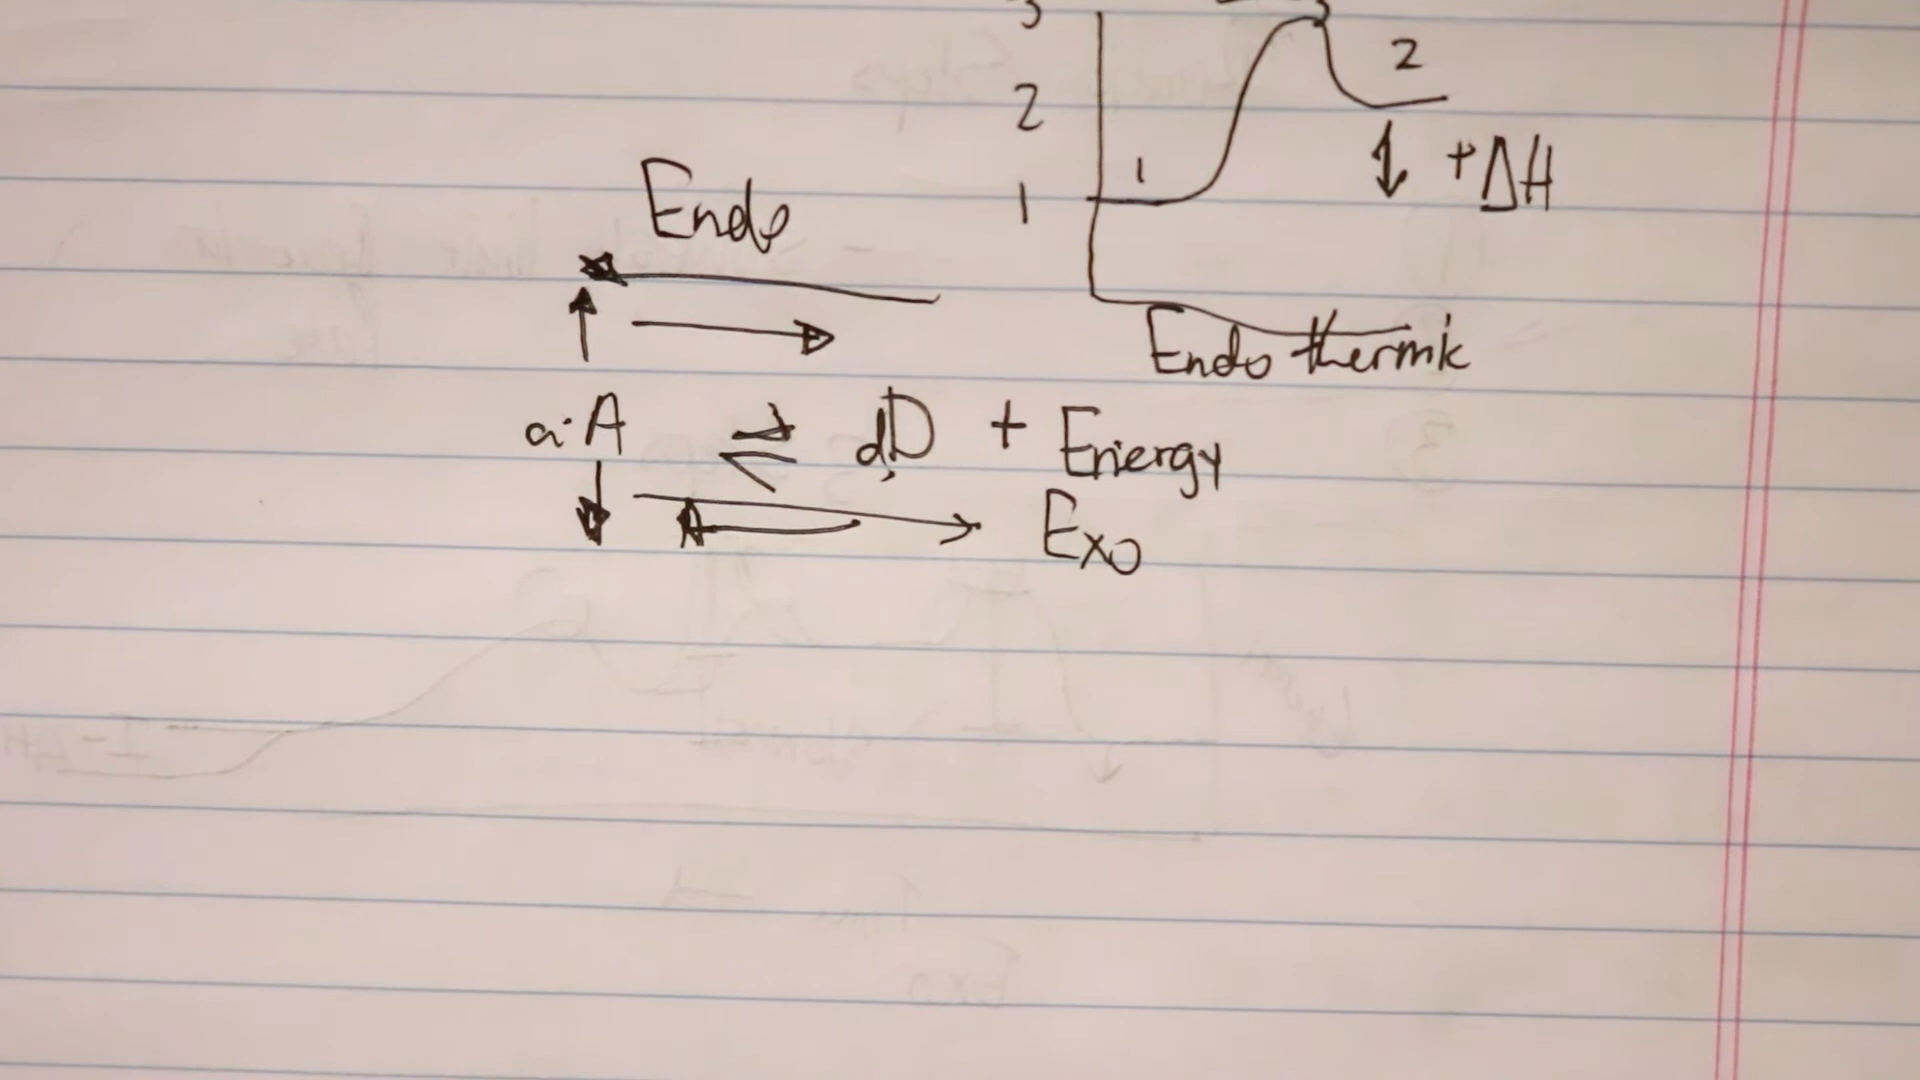 3
2
2
1
1
+ΔH
Endo
Endo thermik
a·A ⇌ dD + Energy
Exo